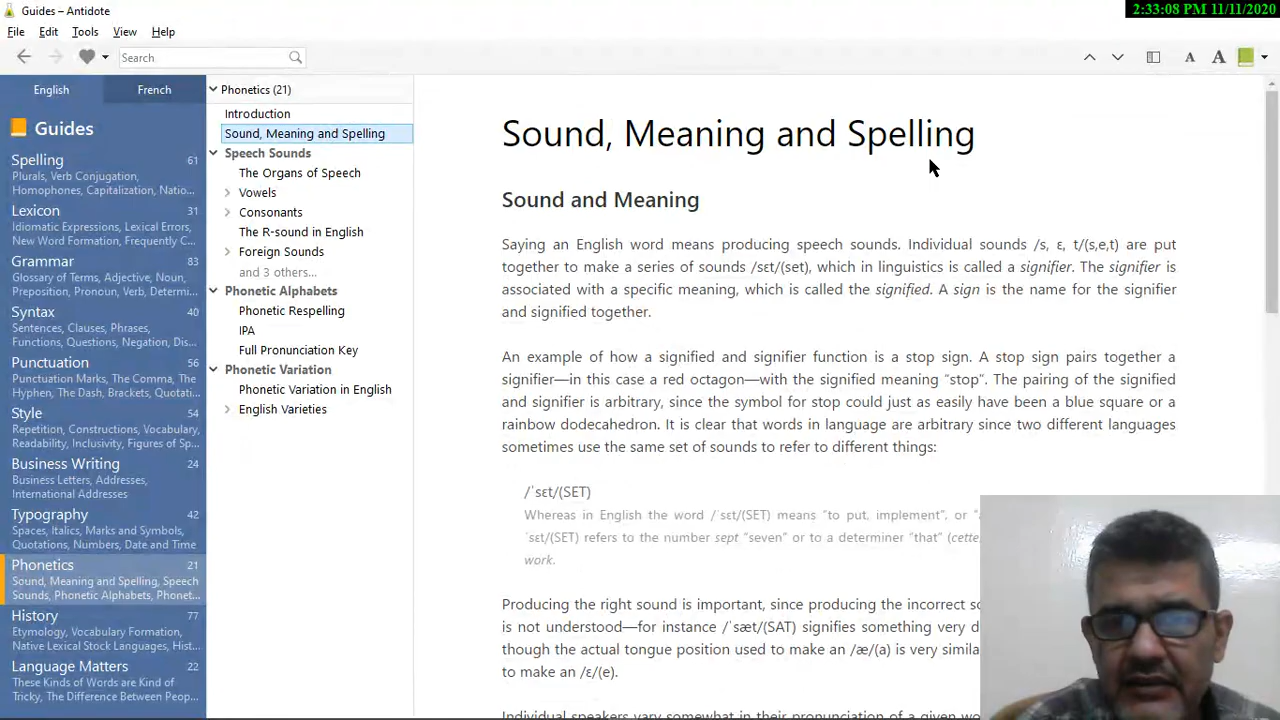 Guides – Antidote
2:33:08 PM 11/11/2020
File Edit Tools View Help
Search
A A
English French
Guides
Spelling 61
Plurals, Verb Conjugation,
Homophones, Capitalization, Natio...
Lexicon 31
Idiomatic Expressions, Lexical Errors,
New Word Formation, Frequently C...
Grammar 83
Glossary of Terms, Adjective, Noun,
Preposition, Pronoun, Verb, Determi...
Syntax 40
Sentences, Clauses, Phrases,
Functions, Questions, Negation, Dis...
Punctuation 56
Punctuation Marks, The Comma, The
Hyphen, The Dash, Brackets, Quotati...
Style 54
Repetition, Constructions, Vocabulary,
Readability, Inclusivity, Figures of Sp...
Business Writing 24
Business Letters, Addresses,
International Addresses
Typography 42
Spaces, Italics, Marks and Symbols,
Quotations, Numbers, Date and Time
Phonetics 21
Sound, Meaning and Spelling, Speech
Sounds, Phonetic Alphabets, Phonet...
History 77
Etymology, Vocabulary Formation,
Native Lexical Stock Languages, Hist...
Language Matters 22
These Kinds of Words are Kind of
Tricky, The Difference Between Peop...
Phonetics (21)
Introduction
Sound, Meaning and Spelling
Speech Sounds
The Organs of Speech
Vowels
Consonants
The R-sound in English
Foreign Sounds
and 3 others...
Phonetic Alphabets
Phonetic Respelling
IPA
Full Pronunciation Key
Phonetic Variation
Phonetic Variation in English
English Varieties
Sound, Meaning and Spelling
Sound and Meaning
Saying an English word means producing speech sounds. Individual sounds /s, ɛ, t/(s,e,t) are put
together to make a series of sounds /sɛt/(set), which in linguistics is called a signifier. The signifier is
associated with a specific meaning, which is called the signified. A sign is the name for the signifier
and signified together.
An example of how a signified and signifier function is a stop sign. A stop sign pairs together a
signifier—in this case a red octagon—with the signified meaning “stop”. The pairing of the signified
and signifier is arbitrary, since the symbol for stop could just as easily have been a blue square or a
rainbow dodecahedron. It is clear that words in language are arbitrary since two different languages
sometimes use the same set of sounds to refer to different things:
/ˈsɛt/(SET)
Whereas in English the word /ˈsɛt/(SET) means “to put, implement”, or “
ˈsɛt/(SET) refers to the number sept “seven” or to a determiner “that” (cette
work.
Producing the right sound is important, since producing the incorrect
is not understood—for instance /ˈsæt/(SAT) signifies something very
though the actual tongue position used to make an /æ/(a) is very
to make an /ɛ/(e).
Individual speakers vary somewhat in their pronunciation of a given